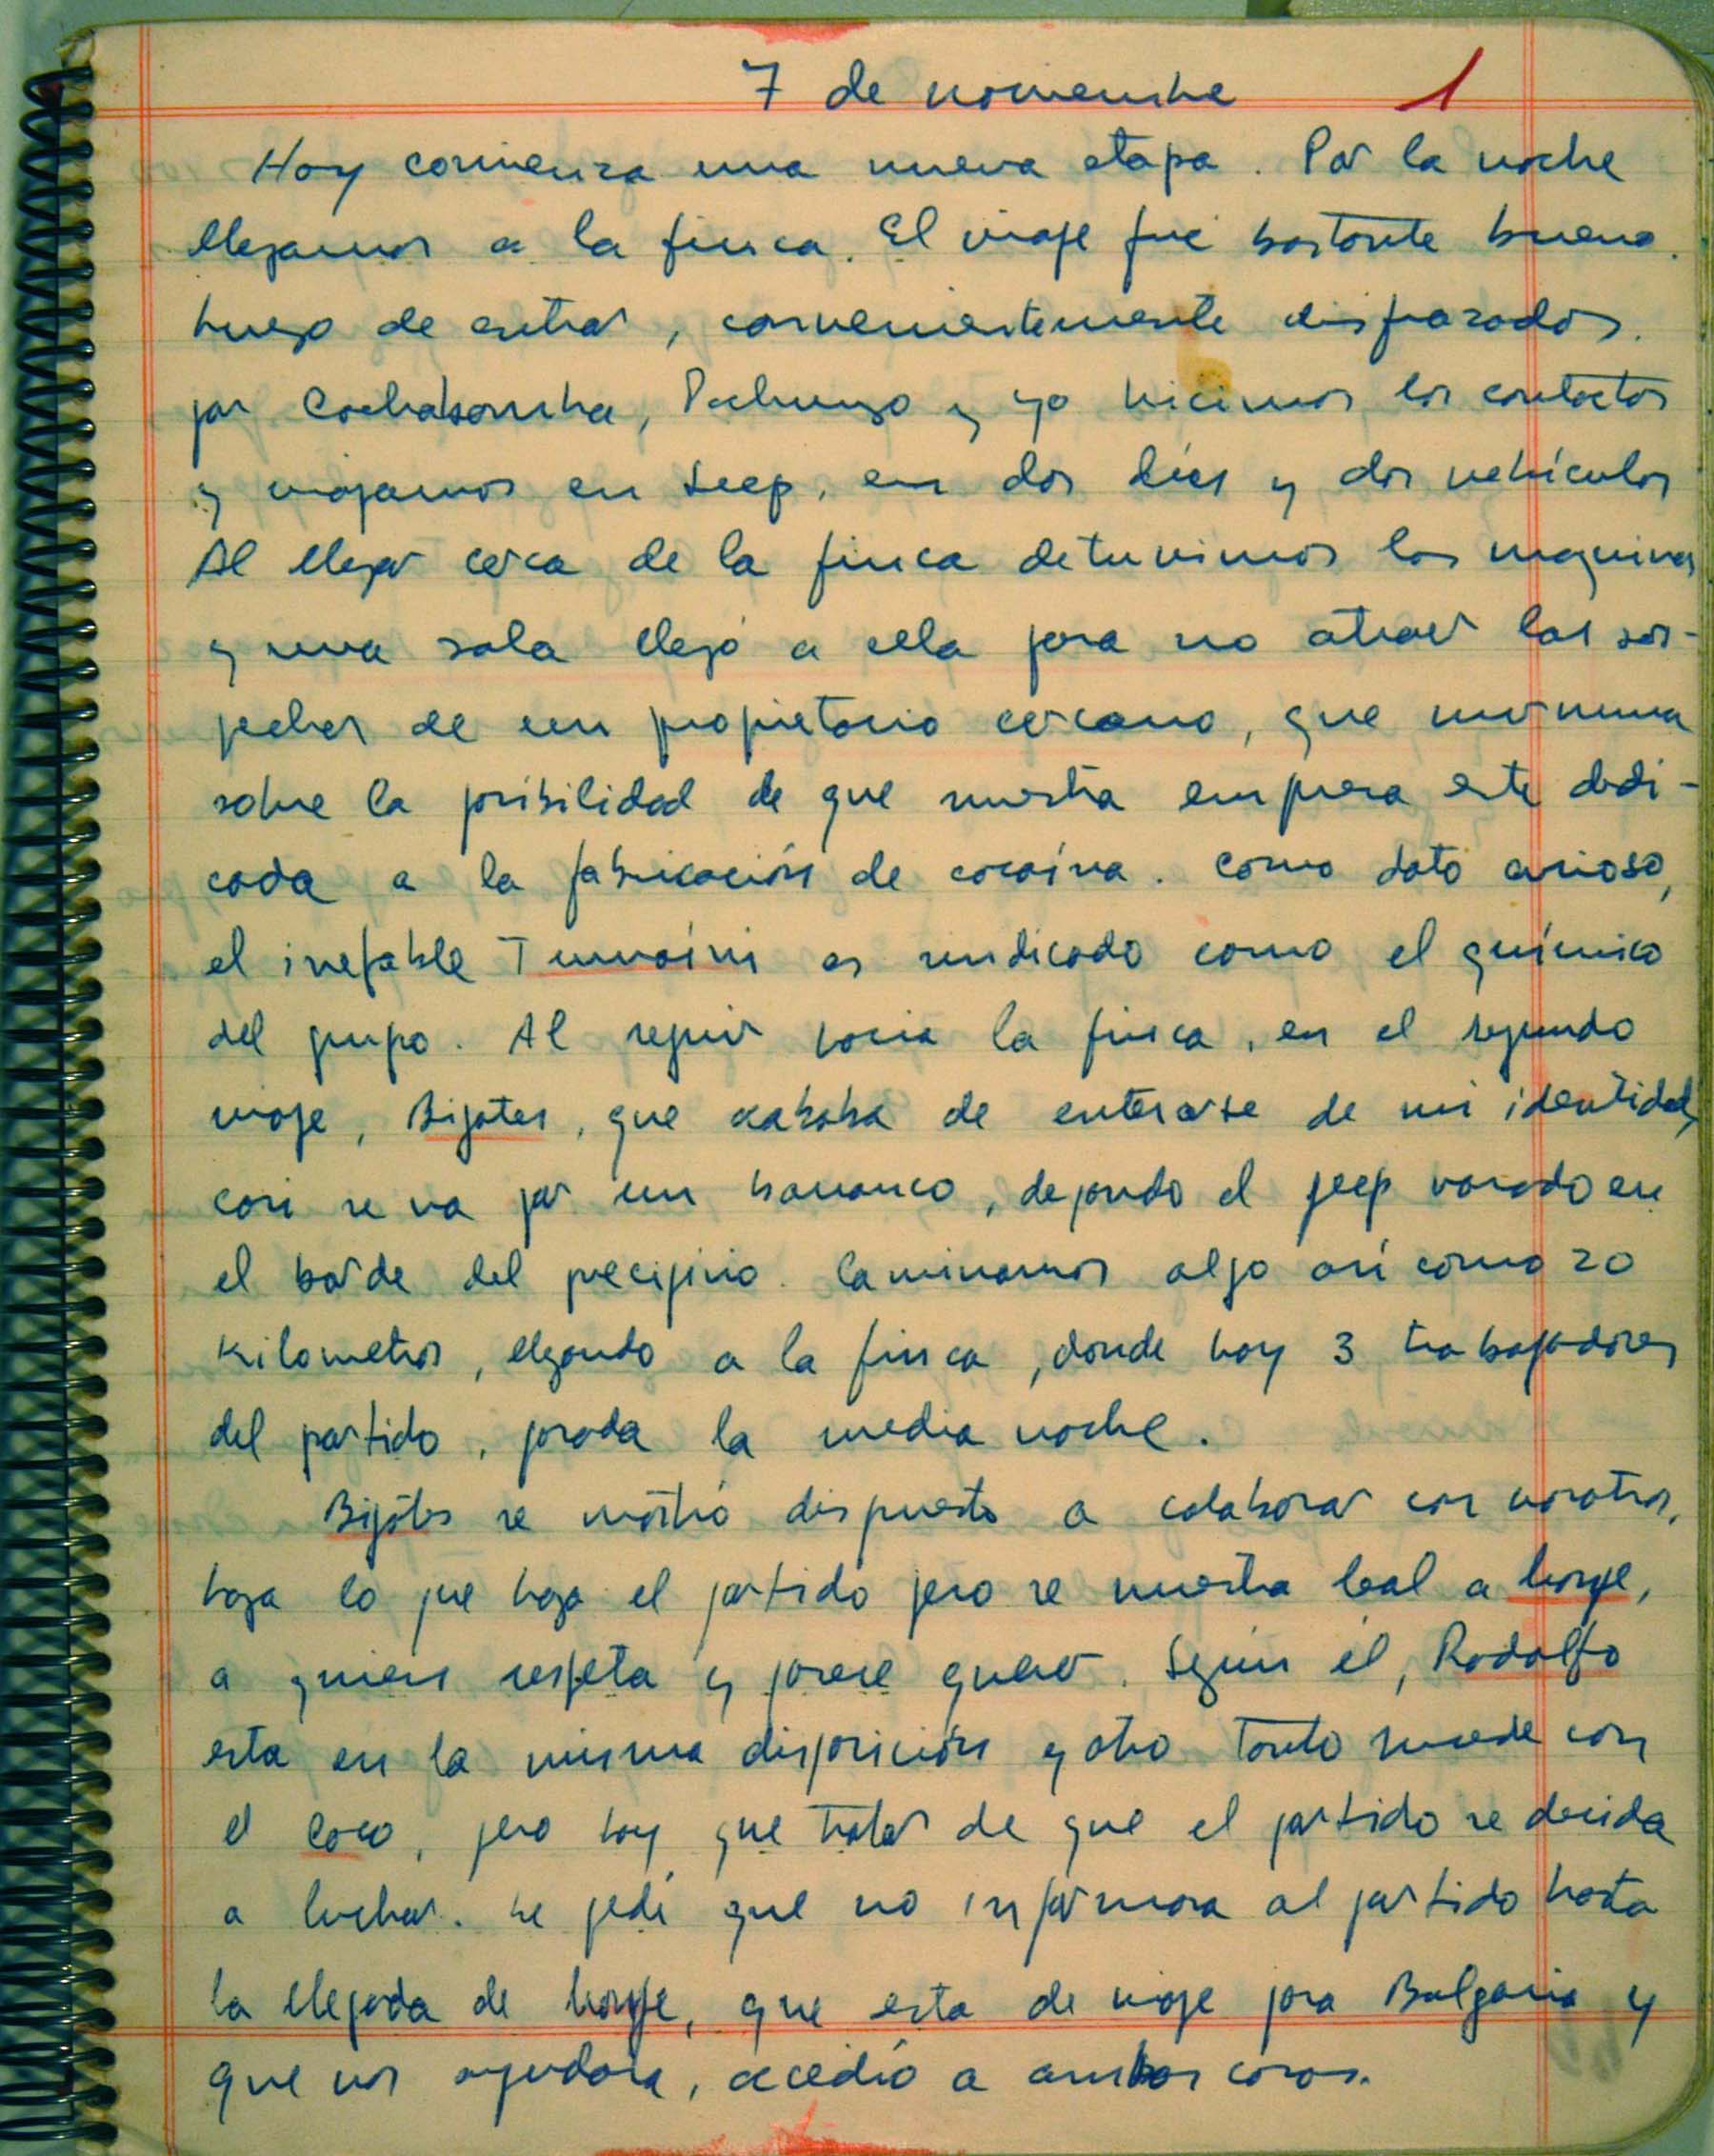 7 de noviembre 1
Hoy comienza una nueva etapa. Por la noche
llegamos a la finca. El viaje fue bastante bueno.
Luego de entrar, convenientemente disfrazados,
por Cochabamba, Pachungo y yo hicimos los contactos
y viajamos en Jeep, en dos días y dos vehículos
Al llegar cerca de la finca detuvimos las maquinas
y una sola llegó a ella para no atraer las sos-
pechas de un propietario cercano, que murmura
sobre la posibilidad de que nuestra empresa este dedi-
cada a la fabricación de cocaína. Como dato curioso,
el inefable Tumaini es sindicado como el químico
del grupo. Al seguir hacia la finca, en el segundo
viaje, Bigotes, que acababa de enterarse de mi identidad,
casi se va por un barranco, dejando el jeep varado en
el borde del precipicio. Caminamos algo así como 20
kilometros, llegando a la finca, donde hay 3 trabajadores
del partido, pasada la media noche.
Bigotes se mostró dispuesto a colaborar con nosotros,
haga lo que haga el partido pero se muestra leal a Monje,
a quien respeta y parece querer. Según él, Rodolfo
esta en la misma disposición y otro tanto sucede con
el Coco, pero hay que tratar de que el partido se decida
a luchar. Le pedí que no informara al partido hasta
la llegada de Monje, que esta de viaje para Bulgaria y
que nos ayudara, accedió a ambas cosas.